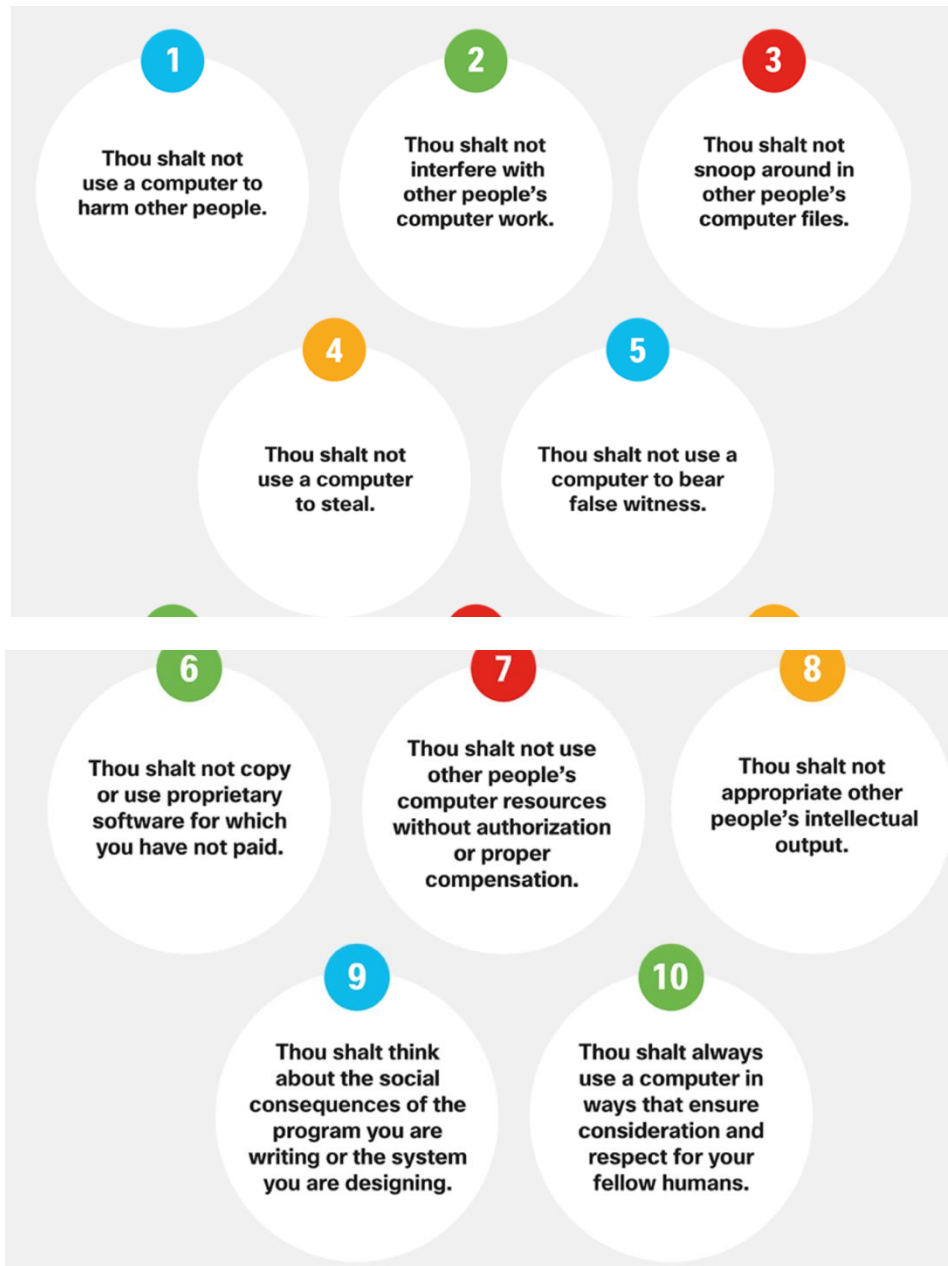 1
Thou shalt not
use a computer to
harm other people.
2
Thou shalt not
interfere with
other people's
computer work.
3
Thou shalt not
snoop around in
other people's
computer files.
4
Thou shalt not
use a computer
to steal.
5
Thou shalt not use a
computer to bear
false witness.
6
Thou shalt not copy
or use proprietary
software for which
you have not paid.
7
Thou shalt not use
other people's
computer resources
without authorization
or proper
compensation.
8
Thou shalt not
appropriate other
people's intellectual
output.
9
Thou shalt think
about the social
consequences of the
program you are
writing or the system
you are designing.
10
Thou shalt always
use a computer in
ways that ensure
consideration and
respect for your
fellow humans.